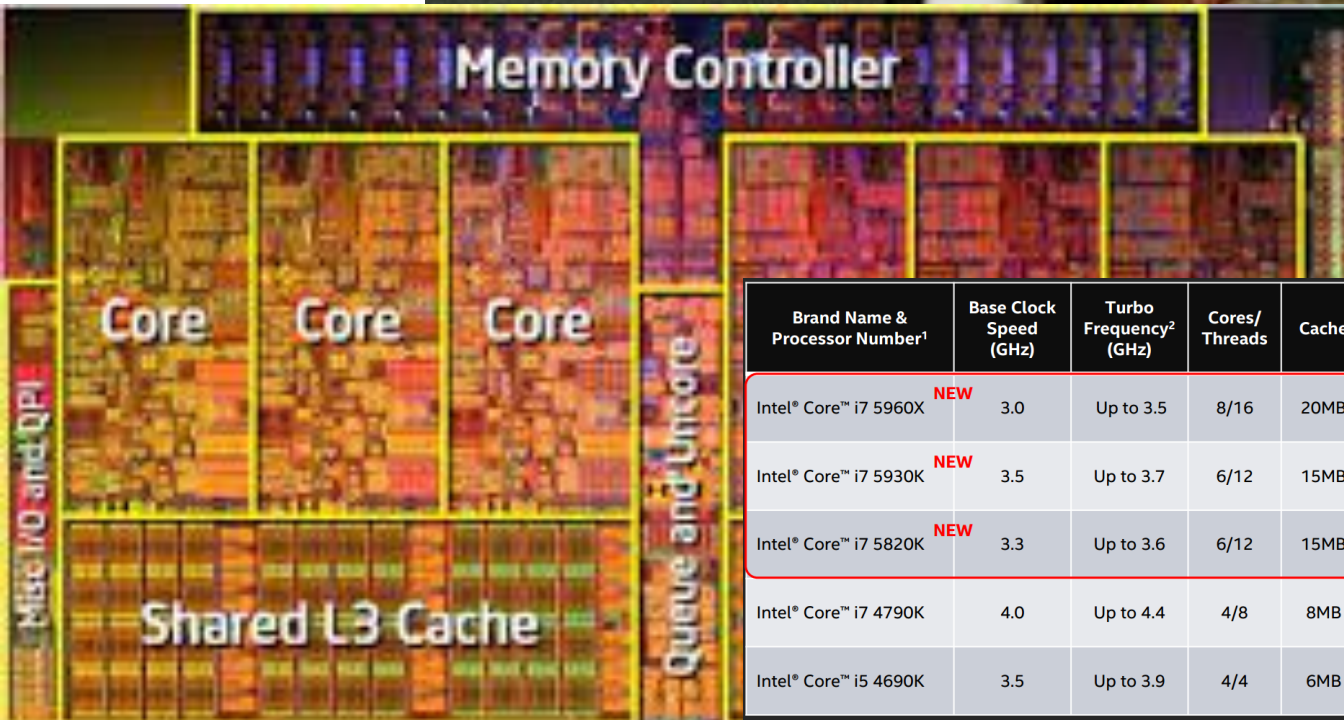 Memory Controller
Core
Core
Core
Misc I/O and QPI
Queue and Uncore
Shared L3 Cache
Brand Name &
Processor Number¹
Base Clock
Speed
(GHz)
Turbo
Frequency²
(GHz)
Cores/
Threads
Cache
Intel® Core™ i7 5960X NEW 3.0 Up to 3.5 8/16 20MB
Intel® Core™ i7 5930K NEW 3.5 Up to 3.7 6/12 15MB
Intel® Core™ i7 5820K NEW 3.3 Up to 3.6 6/12 15MB
Intel® Core™ i7 4790K 4.0 Up to 4.4 4/8 8MB
Intel® Core™ i5 4690K 3.5 Up to 3.9 4/4 6MB